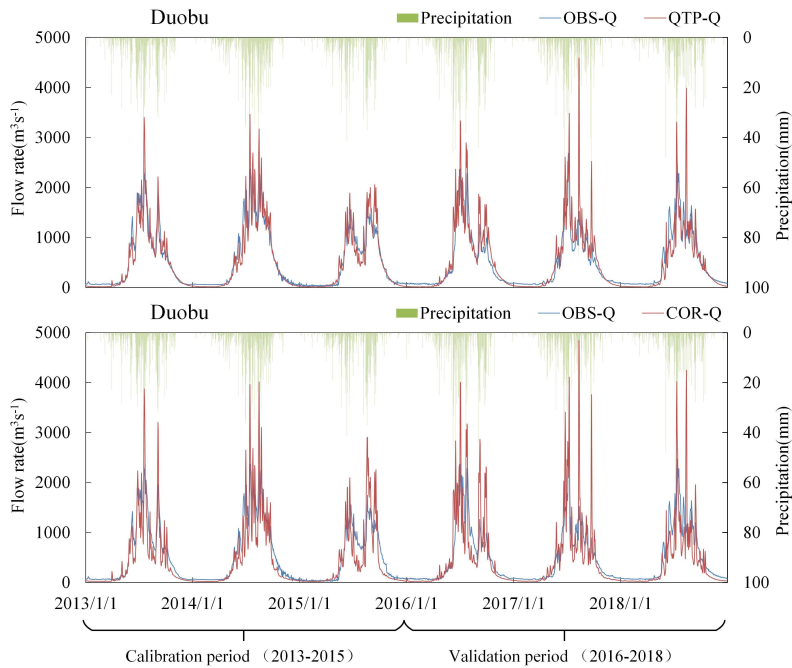 Duobu Precipitation OBS-Q QTP-Q
5000 0
4000 20
3000 40
2000 60
1000 80
0 100
Flow rate(m³s⁻¹)
Precipitation(mm)
Duobu Precipitation OBS-Q COR-Q
5000 0
4000 20
3000 40
2000 60
1000 80
0 100
Flow rate(m³s⁻¹)
Precipitation(mm)
2013/1/1 2014/1/1 2015/1/1 2016/1/1 2017/1/1 2018/1/1
Calibration period （2013-2015） Validation period （2016-2018）